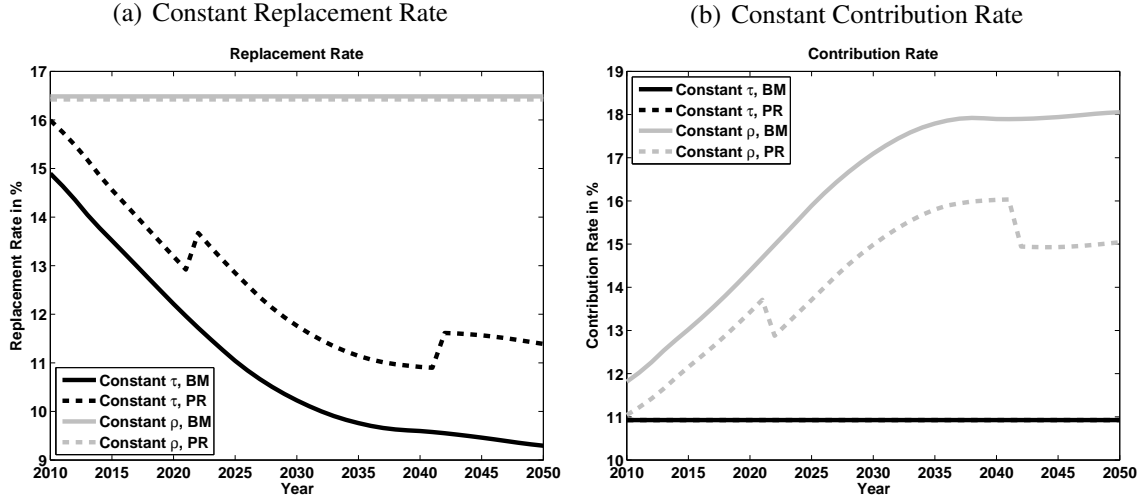 (a) Constant Replacement Rate
Replacement Rate
Replacement Rate in %
17
16
15
14
13
12
11
10
9
2010 2015 2020 2025 2030 2035 2040 2045 2050
Year
Constant τ, BM
Constant τ, PR
Constant ρ, BM
Constant ρ, PR
(b) Constant Contribution Rate
Contribution Rate
Contribution Rate in %
19
18
17
16
15
14
13
12
11
10
2010 2015 2020 2025 2030 2035 2040 2045 2050
Year
Constant τ, BM
Constant τ, PR
Constant ρ, BM
Constant ρ, PR